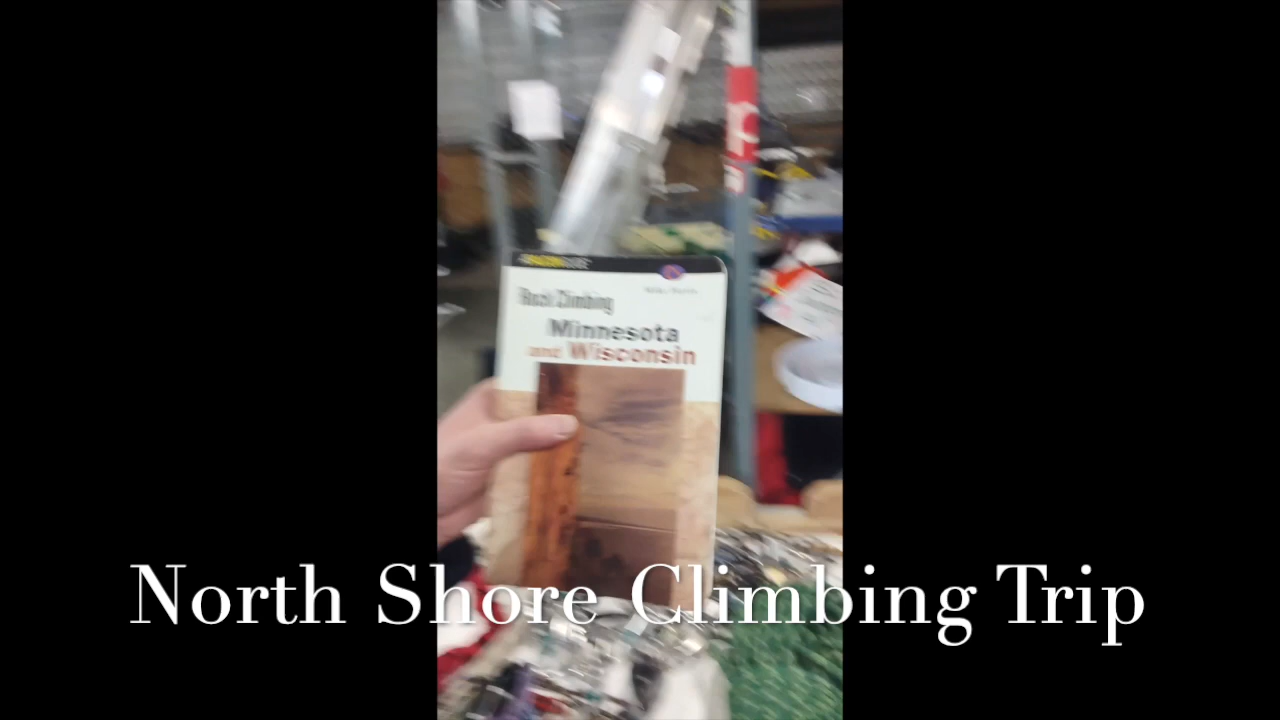 Rock Climbing
Minnesota
and Wisconsin
North Shore Climbing Trip